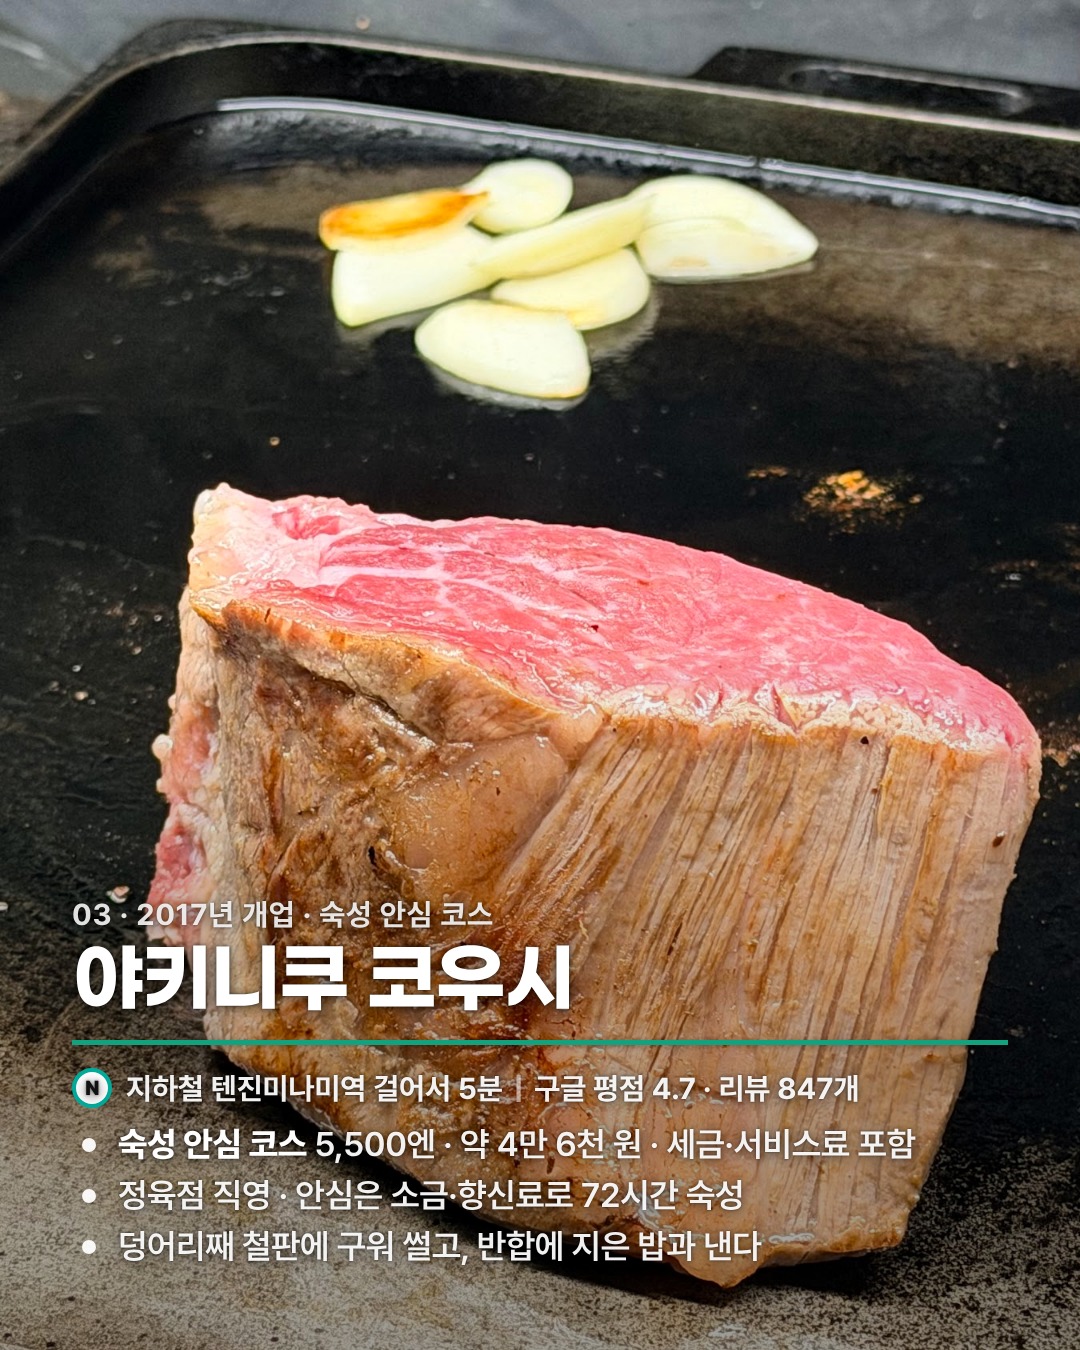 03 · 2017년 개업 · 숙성 안심 코스
야키니쿠 코우시
N 지하철 텐진미나미역 걸어서 5분 | 구글 평점 4.7 · 리뷰 847개
• 숙성 안심 코스 5,500엔 · 약 4만 6천 원 · 세금·서비스료 포함
• 정육점 직영 · 안심은 소금·향신료로 72시간 숙성
• 덩어리째 철판에 구워 썰고, 반합에 지은 밥과 낸다